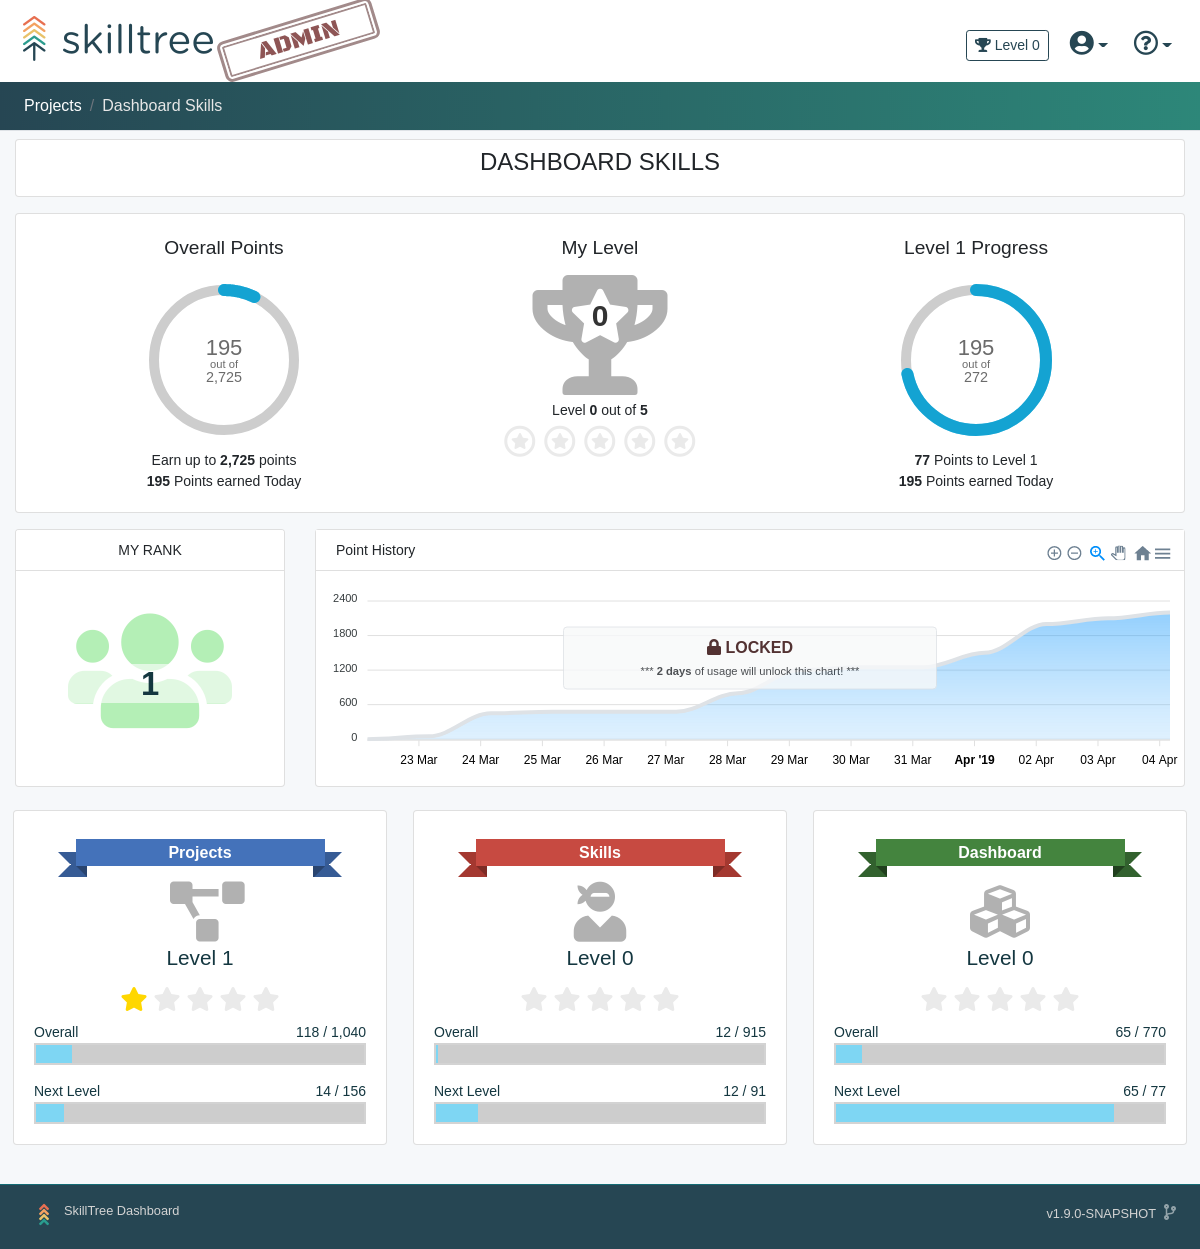 skilltree
ADMIN
Level 0
Projects / Dashboard Skills
DASHBOARD SKILLS
Overall Points
195
out of
2,725
Earn up to 2,725 points
195 Points earned Today
My Level
0
Level 0 out of 5
Level 1 Progress
195
out of
272
77 Points to Level 1
195 Points earned Today
MY RANK
1
Point History
2400
1800
1200
600
0
LOCKED
*** 2 days of usage will unlock this chart! ***
23 Mar
24 Mar
25 Mar
26 Mar
27 Mar
28 Mar
29 Mar
30 Mar
31 Mar
Apr '19
02 Apr
03 Apr
04 Apr
Projects
Level 1
Overall 118 / 1,040
Next Level 14 / 156
Skills
Level 0
Overall 12 / 915
Next Level 12 / 91
Dashboard
Level 0
Overall 65 / 770
Next Level 65 / 77
SkillTree Dashboard
v1.9.0-SNAPSHOT